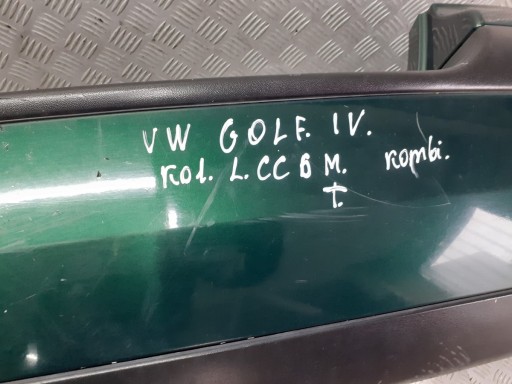 VW GOLF. IV.
KOl. L.CC6M. KOMBi.
T.